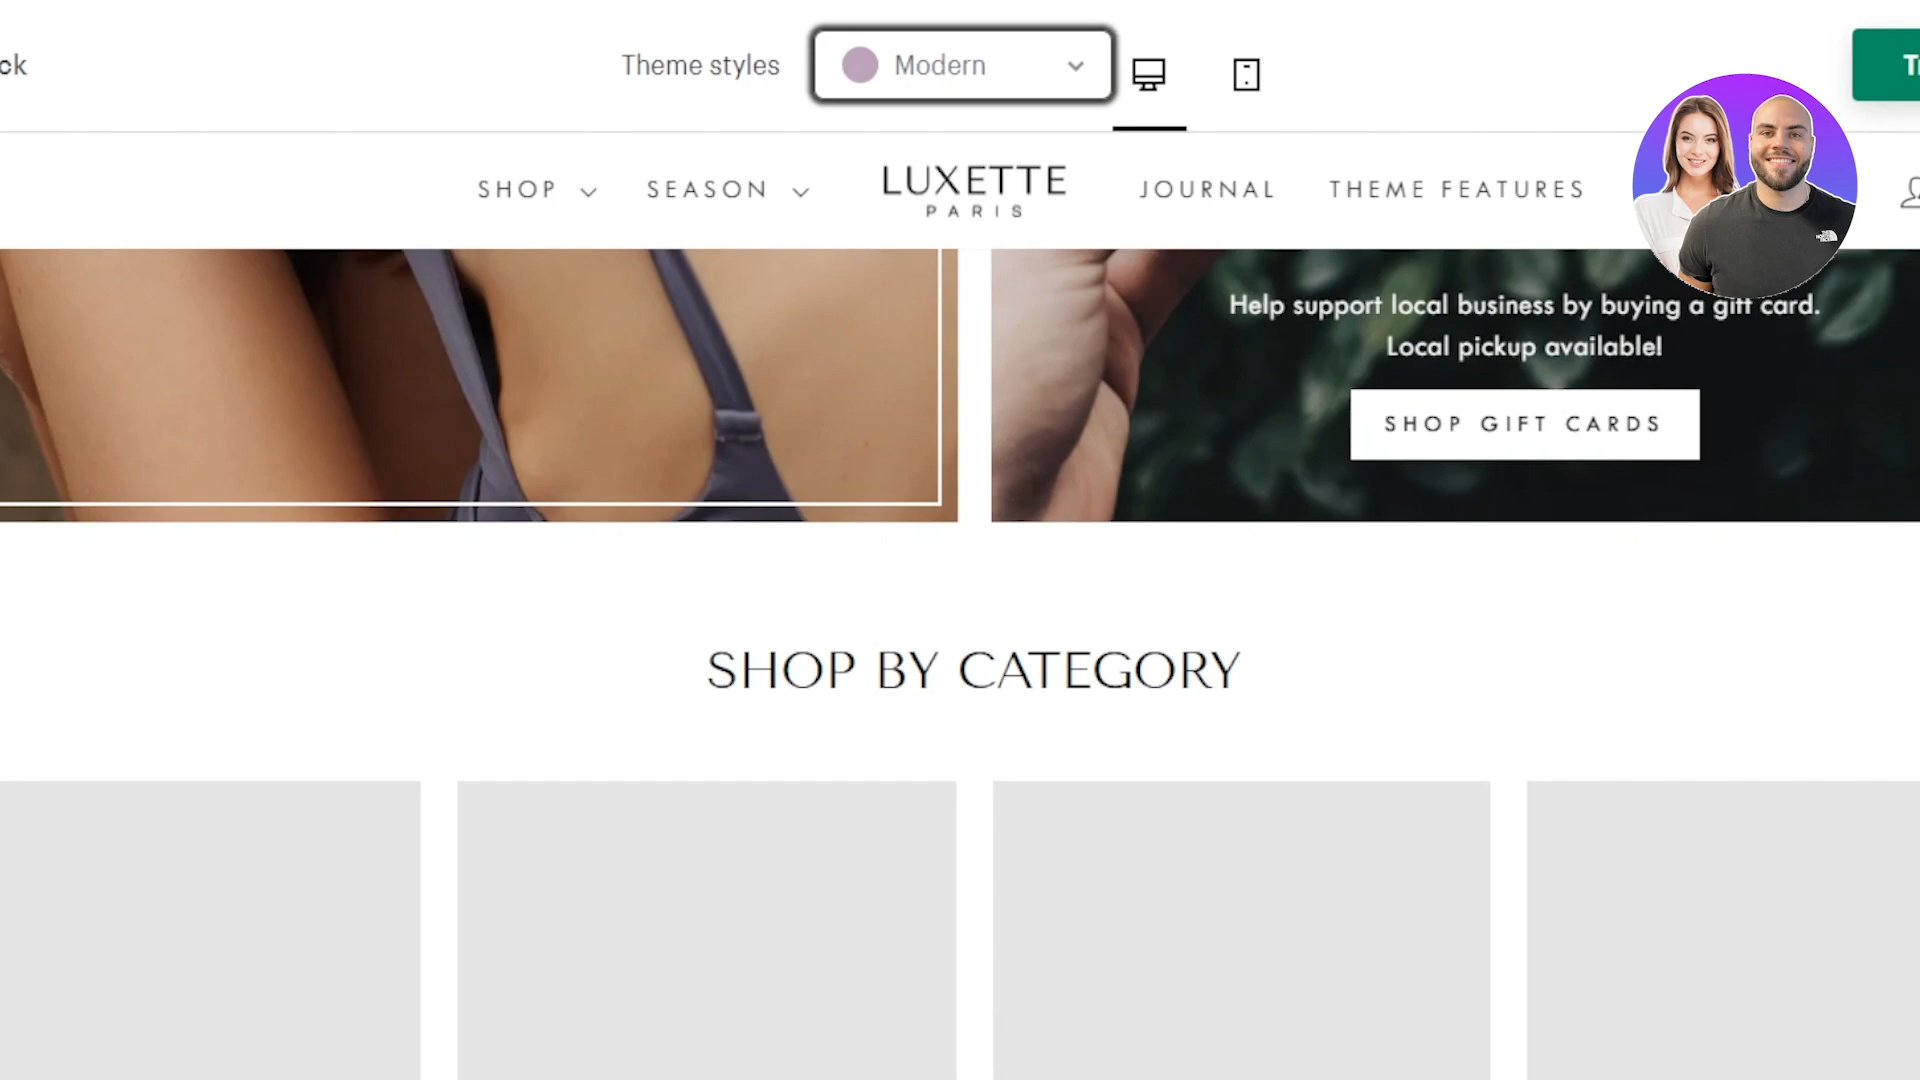 ck
Theme styles
Modern
SHOP
SEASON
LUXETTE
PARIS
JOURNAL
THEME FEATURES
Help support local business by buying a gift card.
Local pickup available!
SHOP GIFT CARDS
SHOP BY CATEGORY